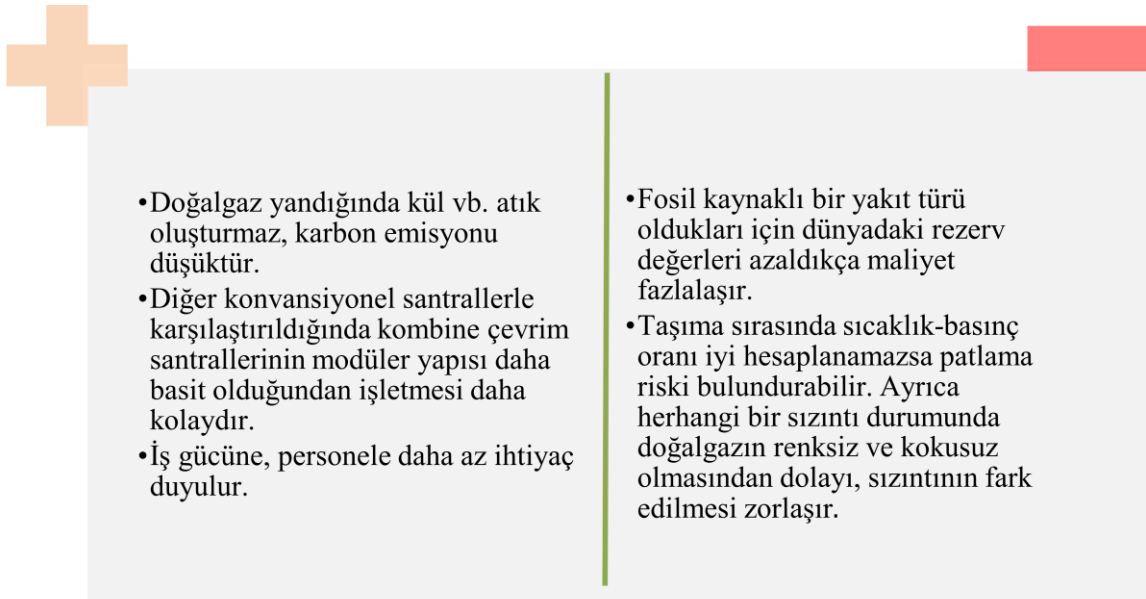 •Doğalgaz yandığında kül vb. atık
oluşturmaz, karbon emisyonu
düşüktür.
•Diğer konvansiyonel santrallerle
karşılaştırıldığında kombine çevrim
santrallerinin modüler yapısı daha
basit olduğundan işletmesi daha
kolaydır.
•İş gücüne, personele daha az ihtiyaç
duyulur.
•Fosil kaynaklı bir yakıt türü
oldukları için dünyadaki rezerv
değerleri azaldıkça maliyet
fazlalaşır.
•Taşıma sırasında sıcaklık-basınç
oranı iyi hesaplanamazsa patlama
riski bulundurabilir. Ayrıca
herhangi bir sızıntı durumunda
doğalgazın renksiz ve kokusuz
olmasından dolayı, sızıntının fark
edilmesi zorlaşır.